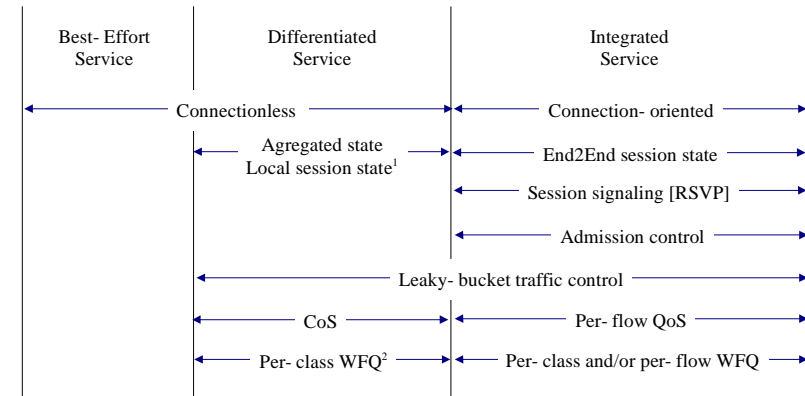 Best- Effort
Service
Differentiated
Service
Integrated
Service
Connectionless
Connection- oriented
Agregated state
Local session state¹
End2End session state
Session signaling [RSVP]
Admission control
Leaky- bucket traffic control
CoS
Per- flow QoS
Per- class WFQ²
Per- class and/or per- flow WFQ